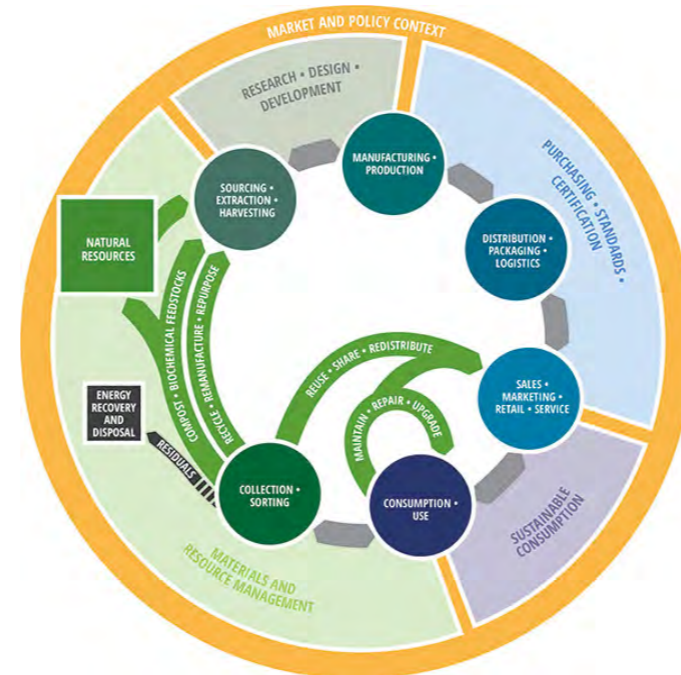 MARKET AND POLICY CONTEXT
RESEARCH • DESIGN •
DEVELOPMENT
PURCHASING • STANDARDS •
CERTIFICATION
MANUFACTURING •
PRODUCTION
SOURCING •
EXTRACTION •
HARVESTING
NATURAL
RESOURCES
DISTRIBUTION •
PACKAGING •
LOGISTICS
COMPOST • BIOCHEMICAL FEEDSTOCKS
RECYCLE • REMANUFACTURE • REPURPOSE
REUSE • SHARE • REDISTRIBUTE
MAINTAIN • REPAIR • UPGRADE
SALES •
MARKETING •
RETAIL • SERVICE
ENERGY
RECOVERY
AND
DISPOSAL
RESIDUALS
COLLECTION •
SORTING
CONSUMPTION •
USE
SUSTAINABLE
CONSUMPTION
MATERIALS AND
RESOURCE MANAGEMENT